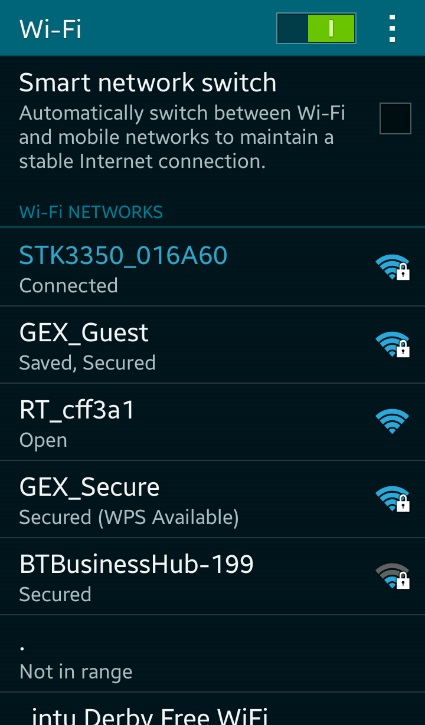 Wi-Fi
Smart network switch
Automatically switch between Wi-Fi
and mobile networks to maintain a
stable Internet connection.
Wi-Fi NETWORKS
STK3350_016A60
Connected
GEX_Guest
Saved, Secured
RT_cff3a1
Open
GEX_Secure
Secured (WPS Available)
BTBusinessHub-199
Secured
.
Not in range
_intu Derby Free WiFi